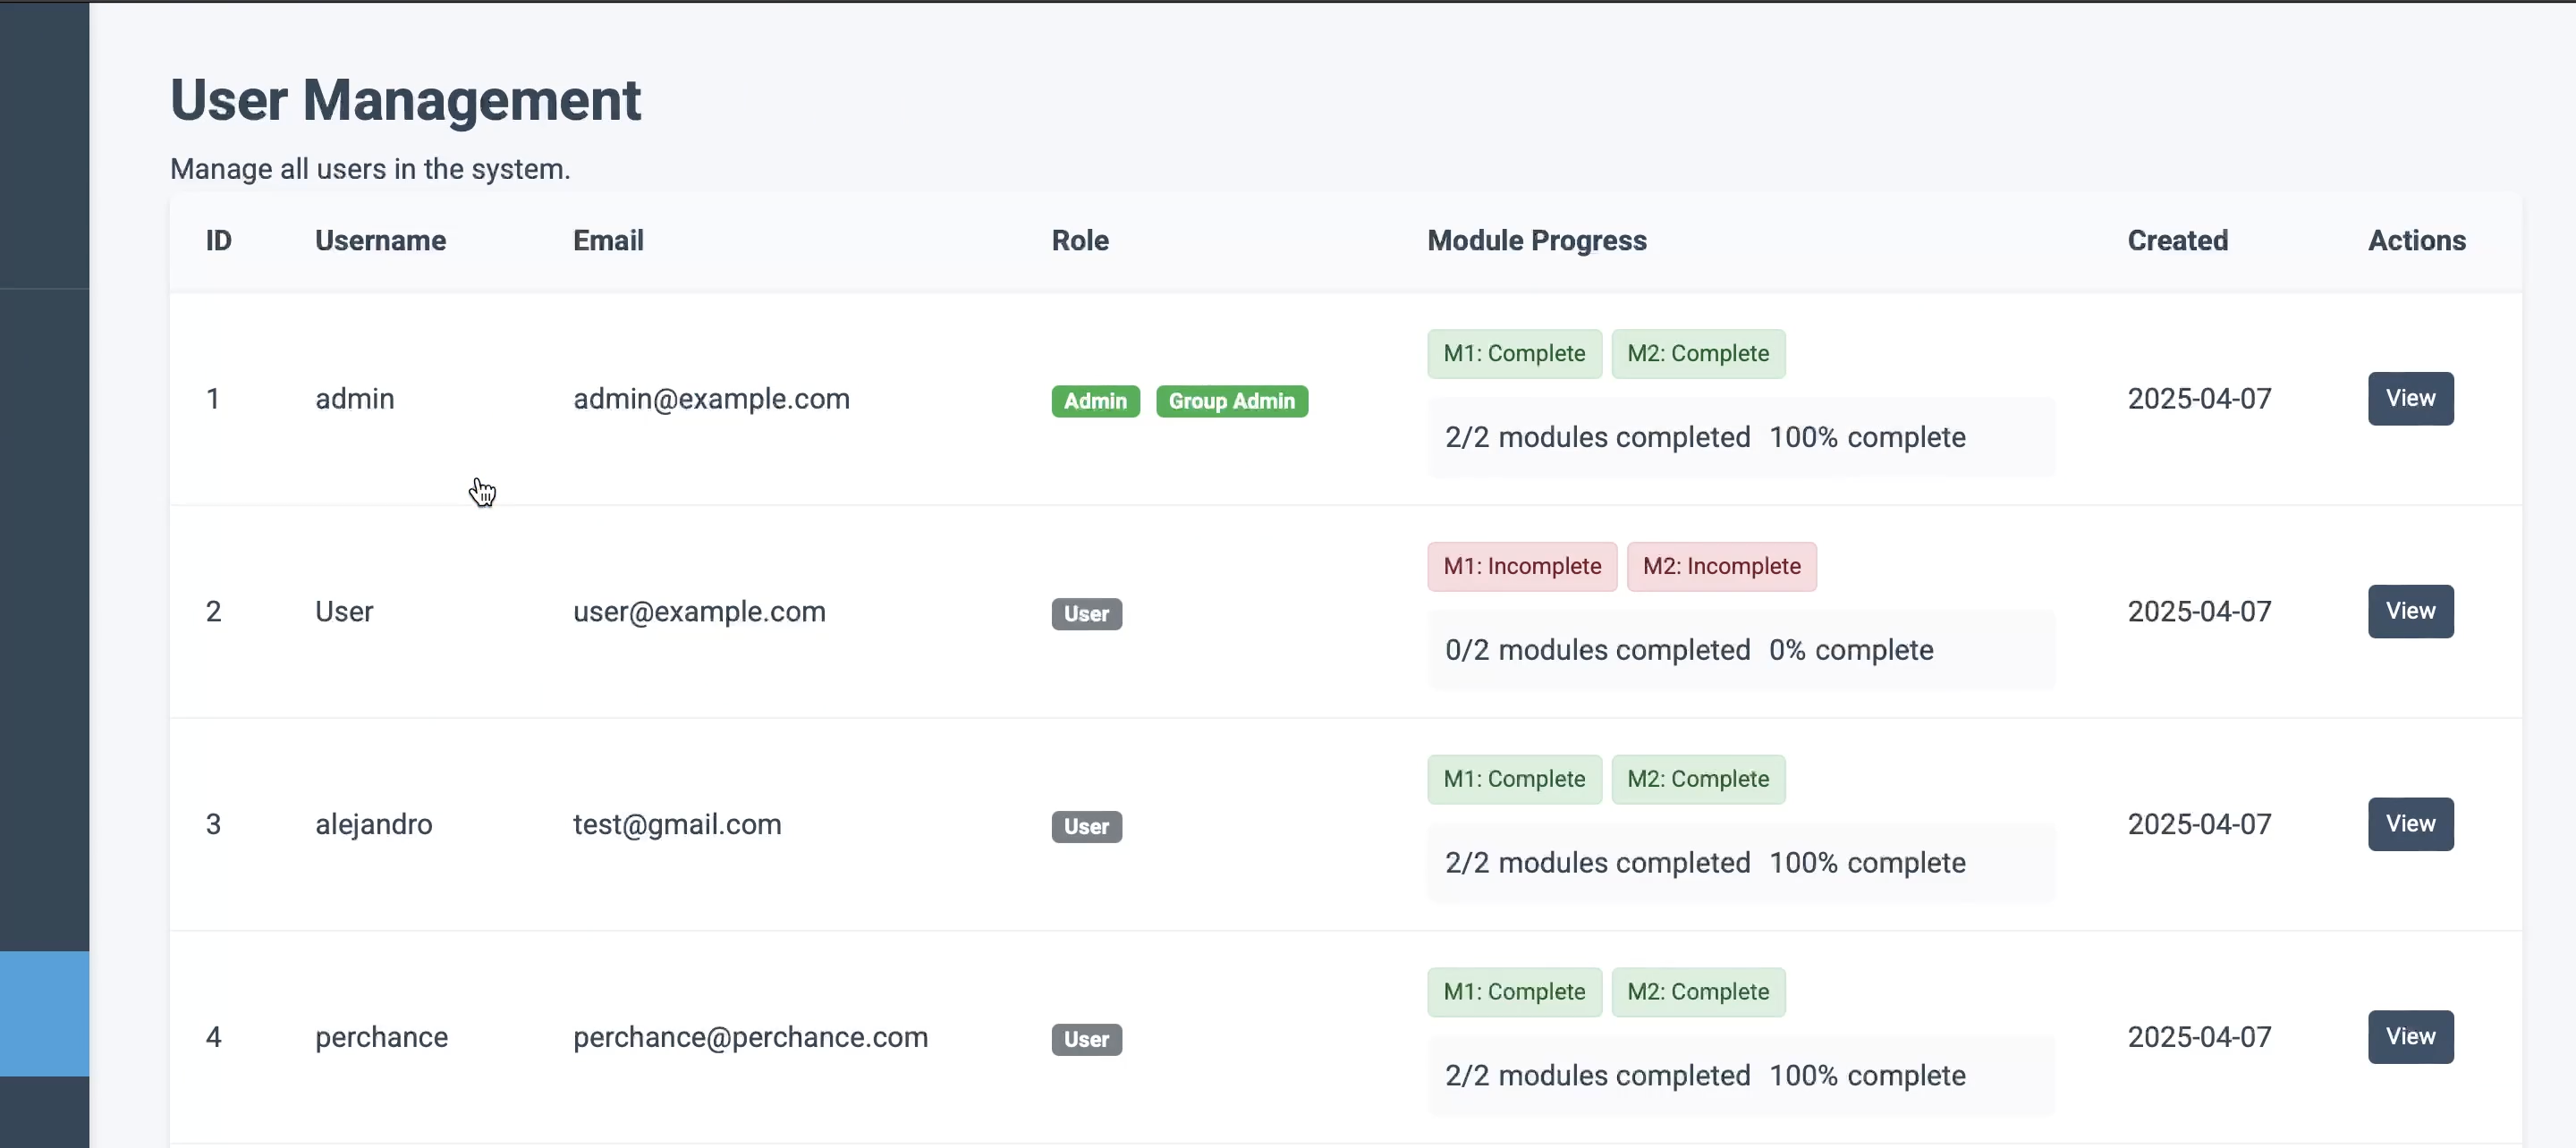 User Management
Manage all users in the system.
ID Username Email Role Module Progress Created Actions
M1: Complete M2: Complete
1 admin admin@example.com Admin Group Admin 2025-04-07 View
2/2 modules completed 100% complete
M1: Incomplete M2: Incomplete
2 User user@example.com User 2025-04-07 View
0/2 modules completed 0% complete
M1: Complete M2: Complete
3 alejandro test@gmail.com User 2025-04-07 View
2/2 modules completed 100% complete
M1: Complete M2: Complete
4 perchance perchance@perchance.com User 2025-04-07 View
2/2 modules completed 100% complete